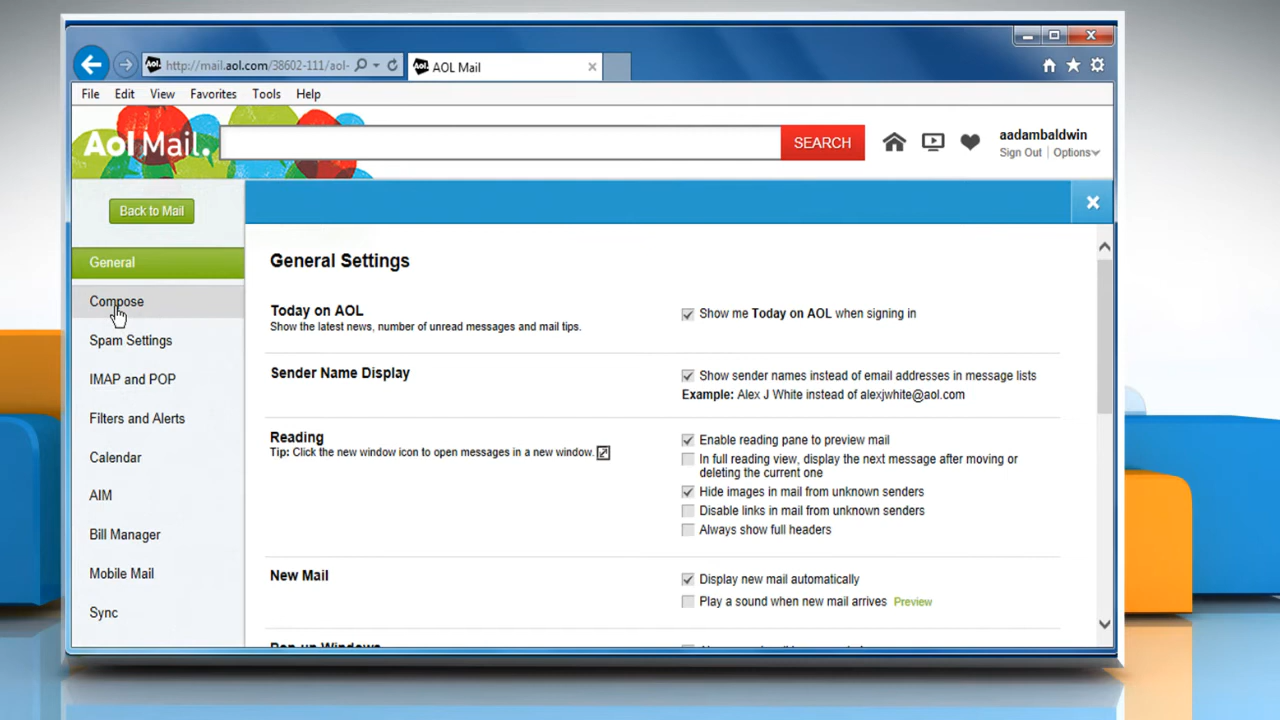 http://mail.aol.com/38602-111/aol-
AOL Mail
File Edit View Favorites Tools Help
Aol Mail.
SEARCH
aadambaldwin
Sign Out | Options
Back to Mail
General
Compose
Spam Settings
IMAP and POP
Filters and Alerts
Calendar
AIM
Bill Manager
Mobile Mail
Sync
General Settings
Today on AOL
Show the latest news, number of unread messages and mail tips.
Show me Today on AOL when signing in
Sender Name Display
Show sender names instead of email addresses in message lists
Example: Alex J White instead of alexjwhite@aol.com
Reading
Tip: Click the new window icon to open messages in a new window.
Enable reading pane to preview mail
In full reading view, display the next message after moving or
deleting the current one
Hide images in mail from unknown senders
Disable links in mail from unknown senders
Always show full headers
New Mail
Display new mail automatically
Play a sound when new mail arrives Preview
Pop-up Windows